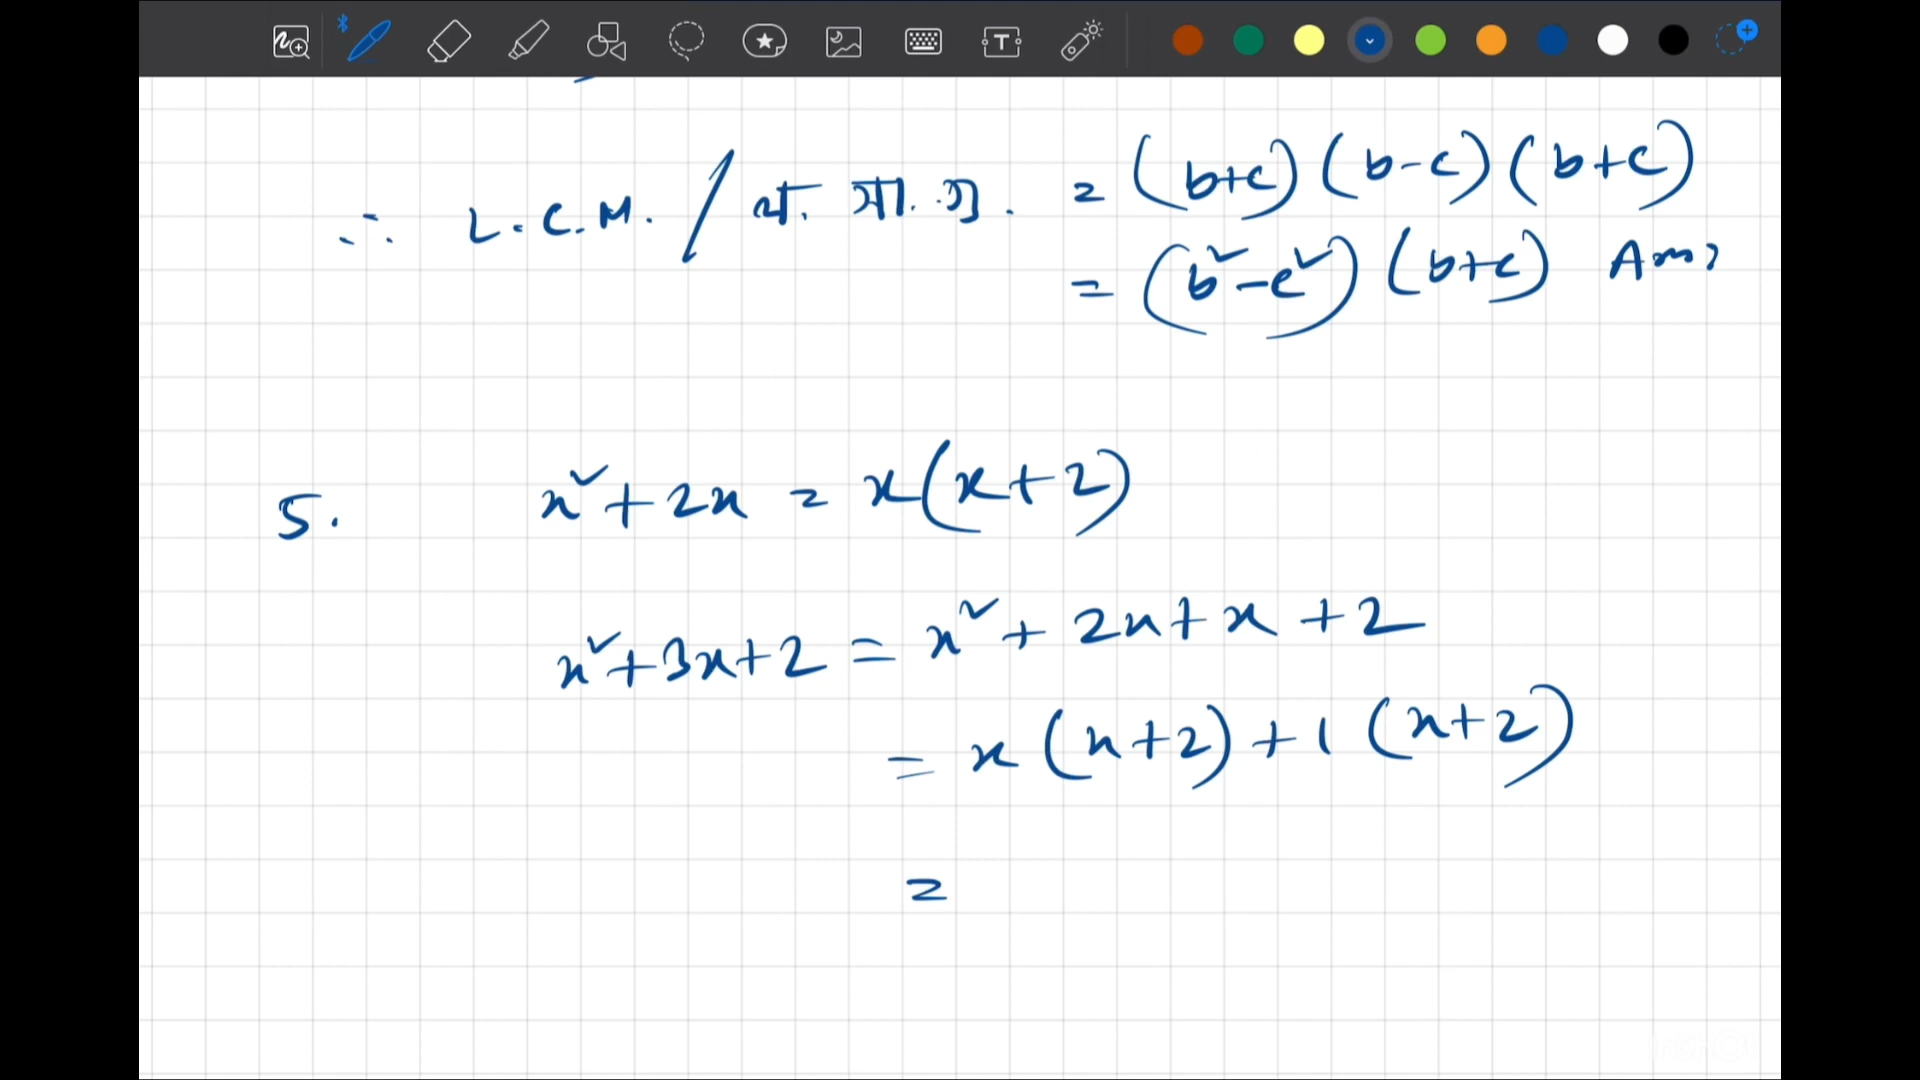 ∴ L.C.M. / ল. সা. গু. = (b+c)(b-c)(b+c)
= (b²-c²)(b+c) Ans:
5. x²+2x = x(x+2)
x²+3x+2 = x²+2x+x+2
= x(x+2)+1(x+2)
=